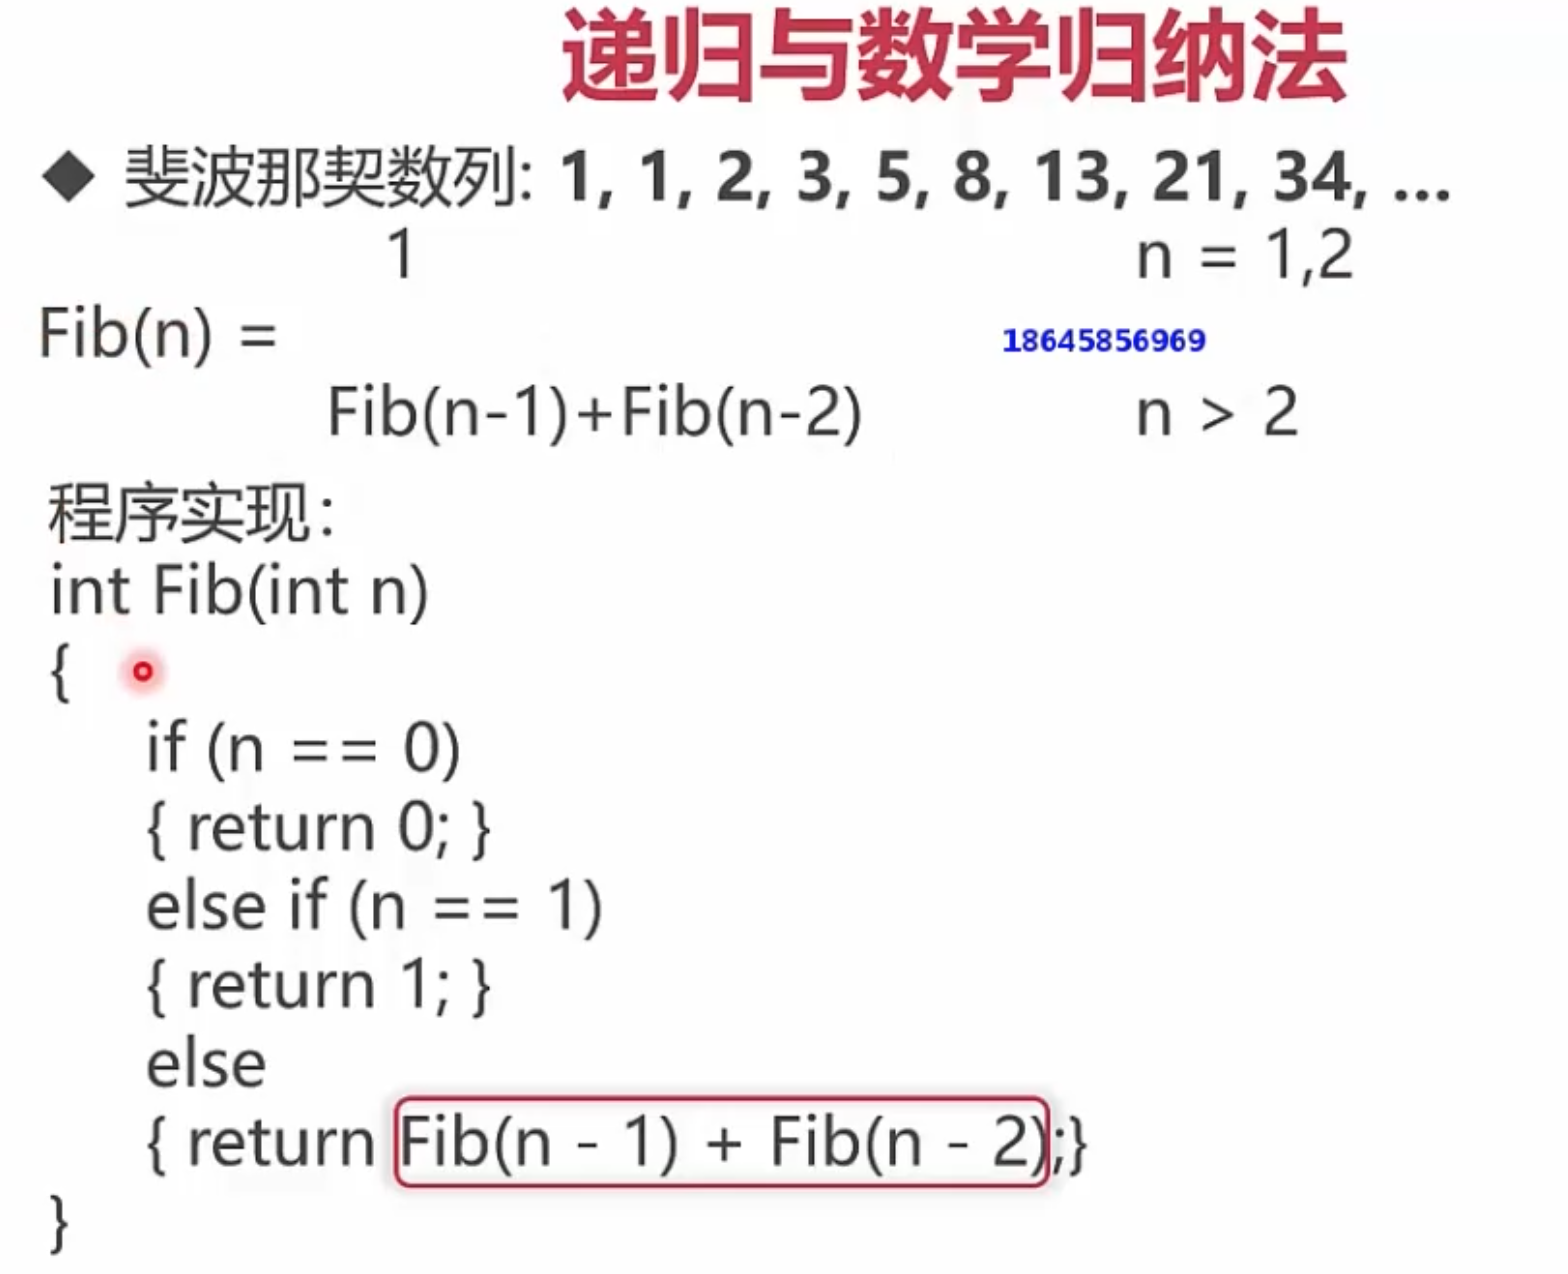 递归与数学归纳法
◆ 斐波那契数列: 1, 1, 2, 3, 5, 8, 13, 21, 34, ...
1 n = 1,2
Fib(n) =
18645856969
Fib(n-1)+Fib(n-2) n > 2
程序实现：
int Fib(int n)
{
if (n == 0)
{ return 0; }
else if (n == 1)
{ return 1; }
else
{ return Fib(n - 1) + Fib(n - 2);}
}